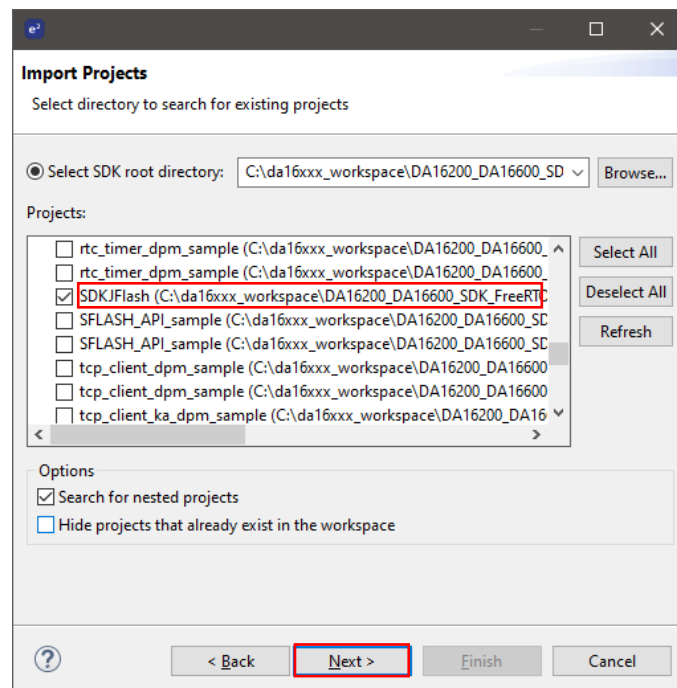 e²
Import Projects
Select directory to search for existing projects
Select SDK root directory: C:\da16xxx_workspace\DA16200_DA16600_SD Browse...
Projects:
rtc_timer_dpm_sample (C:\da16xxx_workspace\DA16200_DA16600_
rtc_timer_dpm_sample (C:\da16xxx_workspace\DA16200_DA16600_
SDKJFlash (C:\da16xxx_workspace\DA16200_DA16600_SDK_FreeRTO
SFLASH_API_sample (C:\da16xxx_workspace\DA16200_DA16600_SD
SFLASH_API_sample (C:\da16xxx_workspace\DA16200_DA16600_SD
tcp_client_dpm_sample (C:\da16xxx_workspace\DA16200_DA16600
tcp_client_dpm_sample (C:\da16xxx_workspace\DA16200_DA16600
tcp_client_ka_dpm_sample (C:\da16xxx_workspace\DA16200_DA16
Select All
Deselect All
Refresh
Options
Search for nested projects
Hide projects that already exist in the workspace
? < Back Next > Finish Cancel